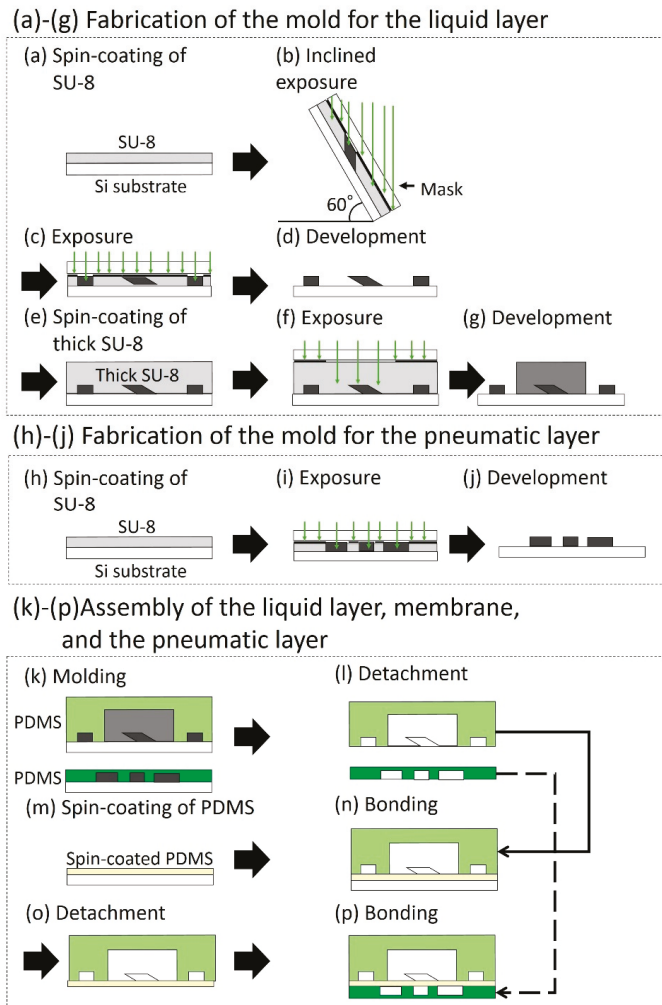 (a)-(g) Fabrication of the mold for the liquid layer
(a) Spin-coating of
SU-8
SU-8
Si substrate
(b) Inclined
exposure
60°
Mask
(c) Exposure
(d) Development
(e) Spin-coating of
thick SU-8
Thick SU-8
(f) Exposure
(g) Development
(h)-(j) Fabrication of the mold for the pneumatic layer
(h) Spin-coating of
SU-8
SU-8
Si substrate
(i) Exposure
(j) Development
(k)-(p)Assembly of the liquid layer, membrane,
and the pneumatic layer
(k) Molding
PDMS
PDMS
(l) Detachment
(m) Spin-coating of PDMS
Spin-coated PDMS
(n) Bonding
(o) Detachment
(p) Bonding